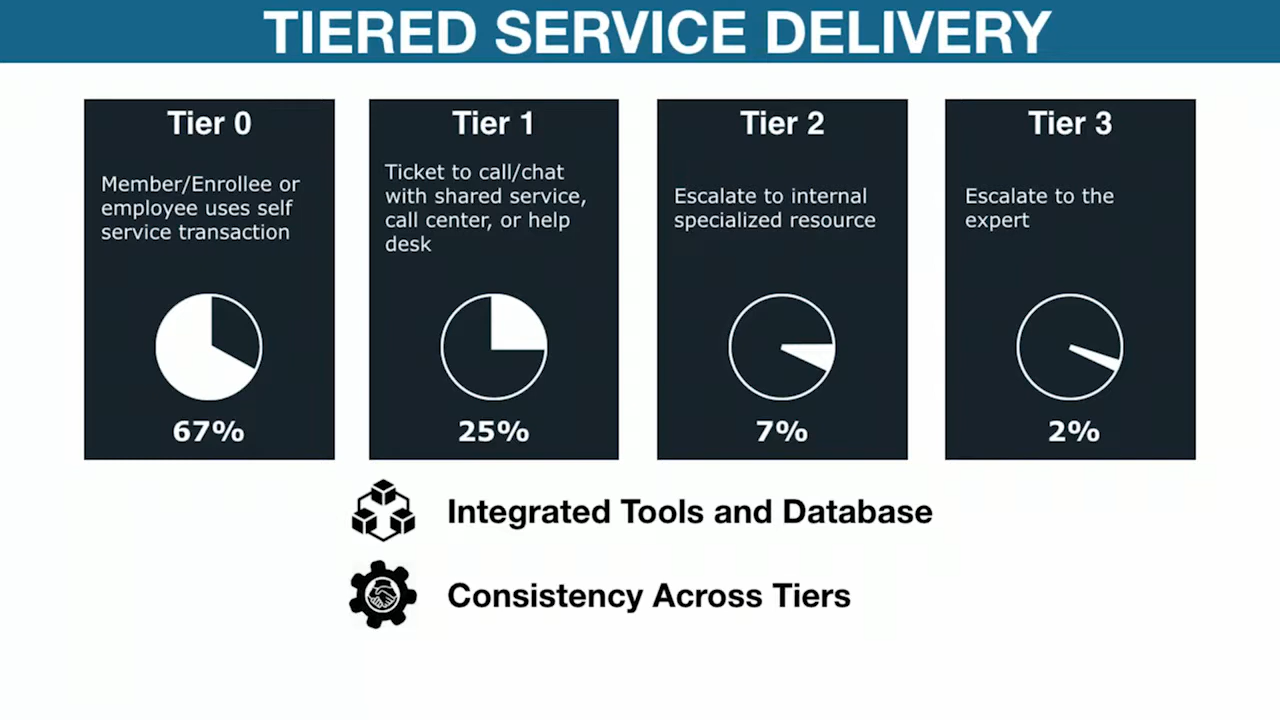 TIERED SERVICE DELIVERY
Tier 0
Member/Enrollee or
employee uses self
service transaction
67%
Tier 1
Ticket to call/chat
with shared service,
call center, or help
desk
25%
Tier 2
Escalate to internal
specialized resource
7%
Tier 3
Escalate to the
expert
2%
Integrated Tools and Database
Consistency Across Tiers